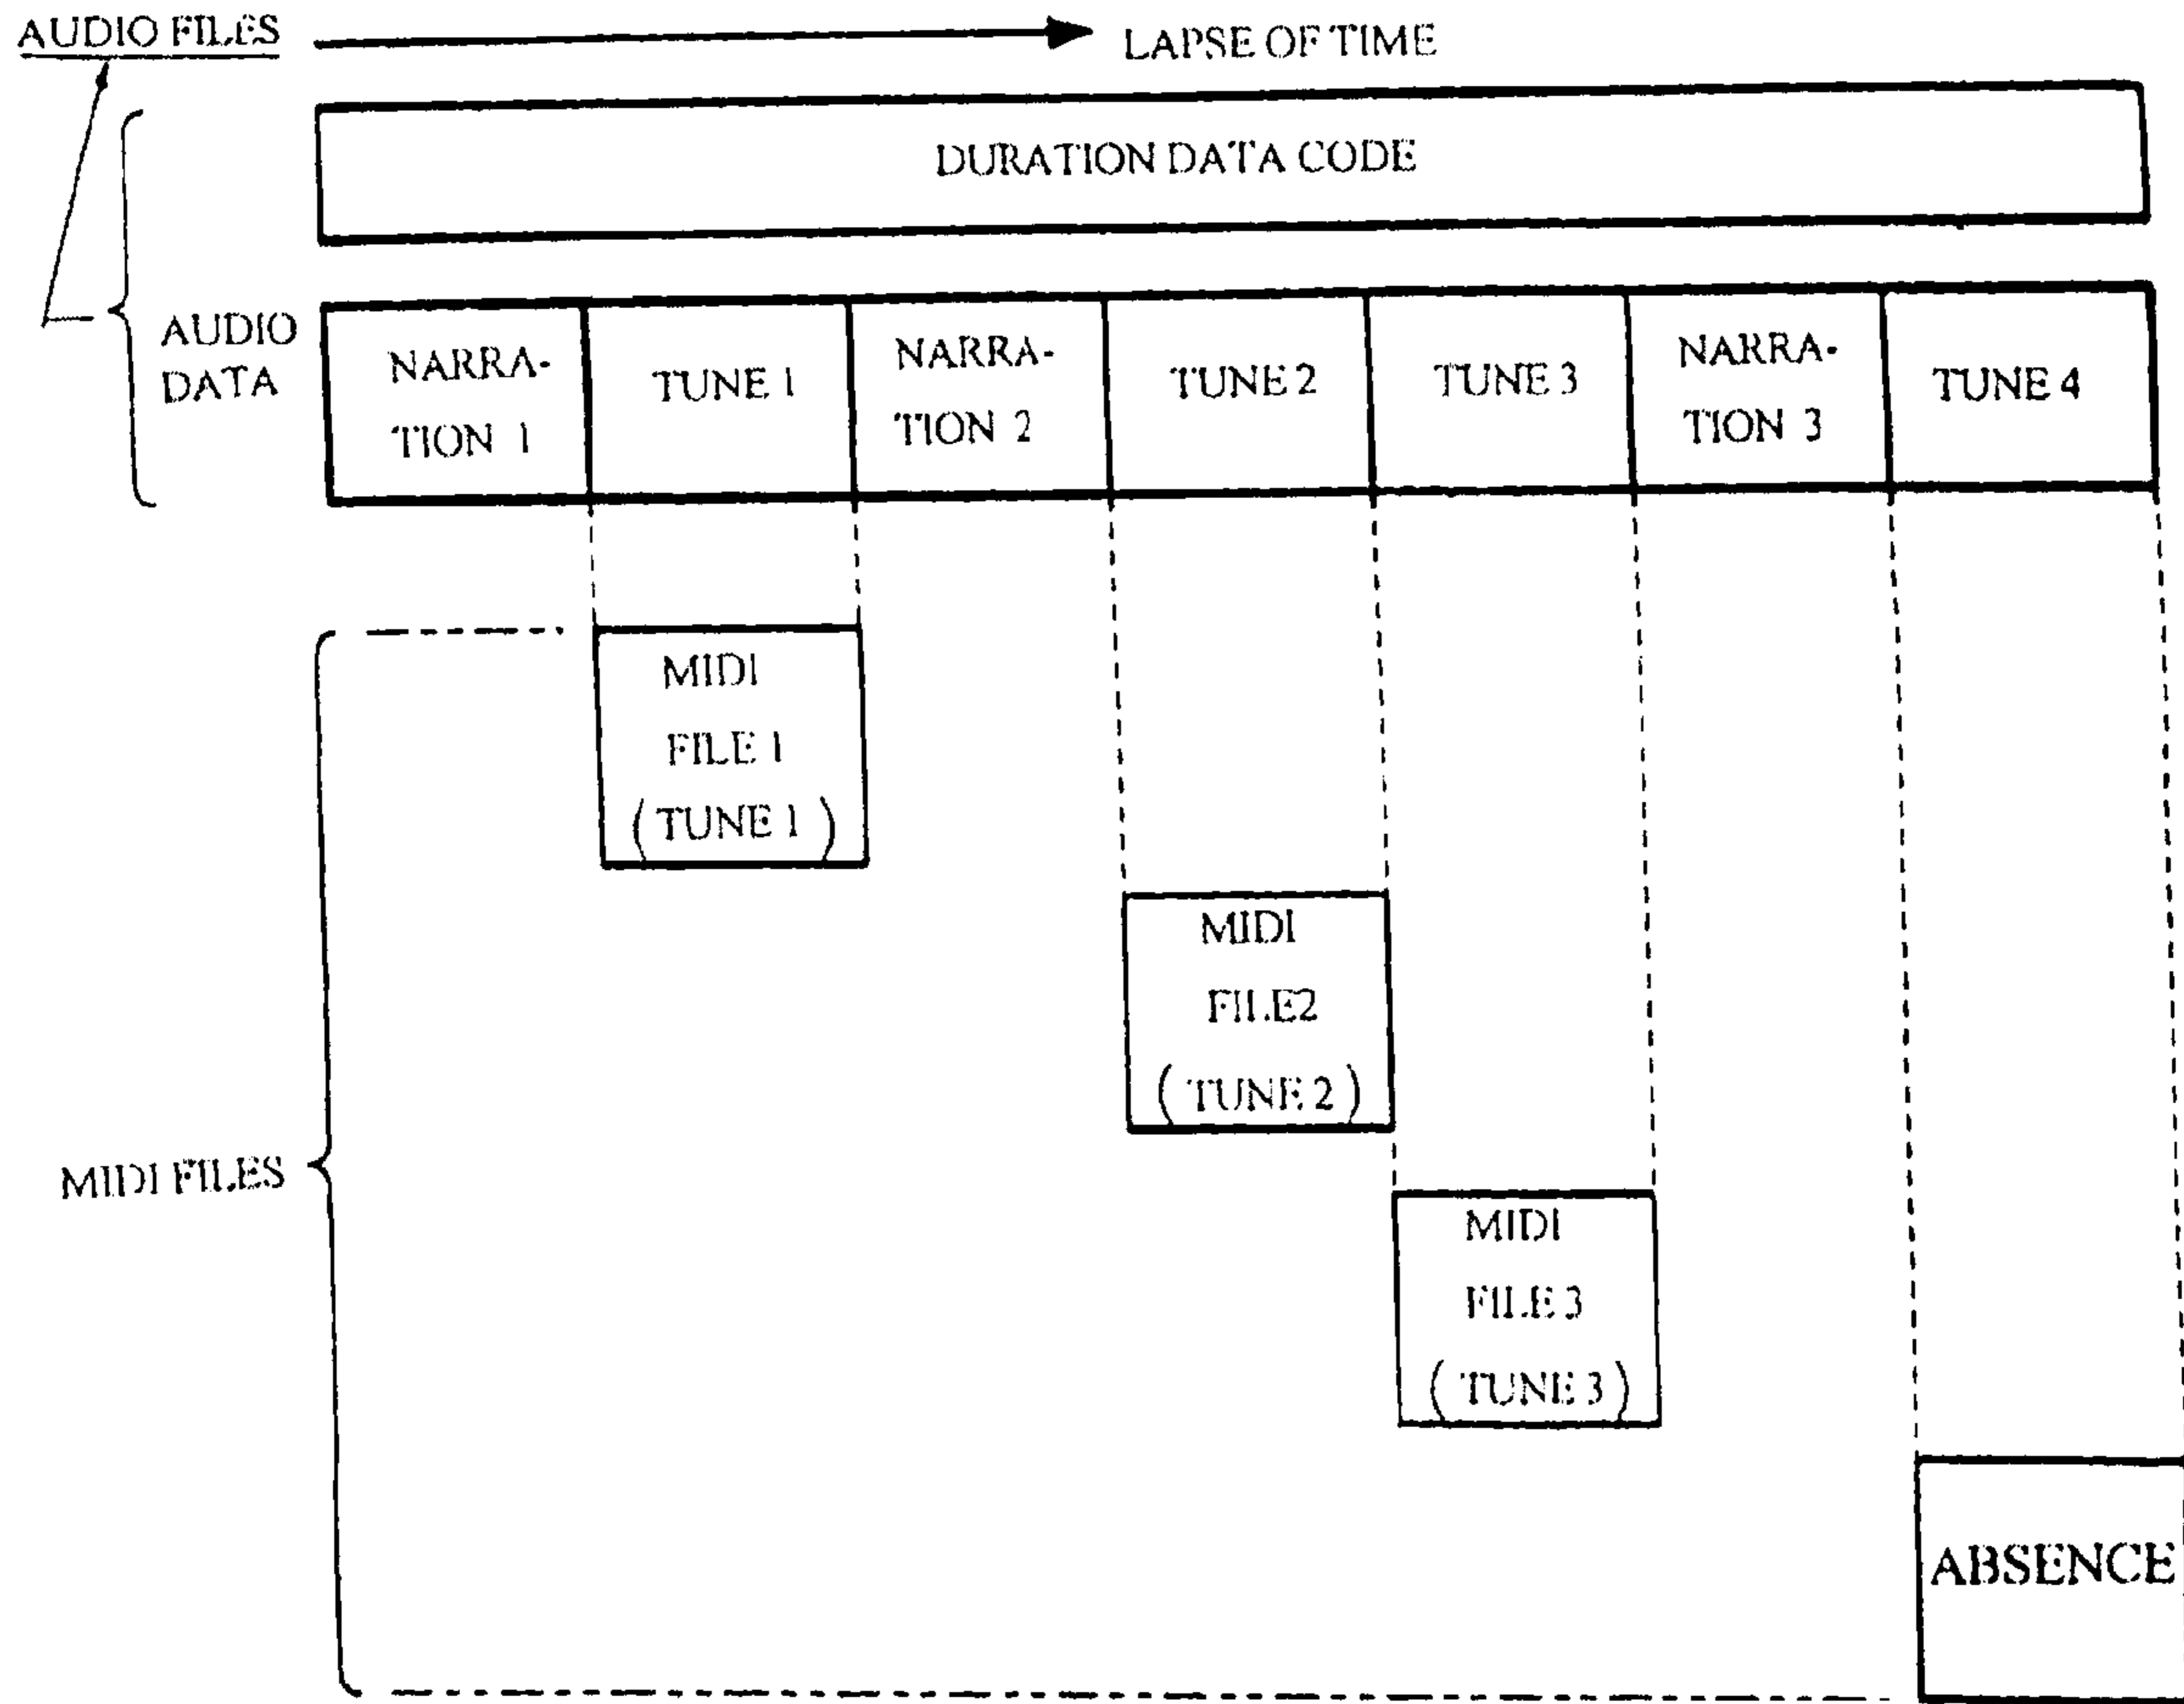 AUDIO FILES
LAPSE OF TIME
DURATION DATA CODE
AUDIO
DATA
NARRA-
TION 1
TUNE 1
NARRA-
TION 2
TUNE 2
TUNE 3
NARRA-
TION 3
TUNE 4
MIDI FILES
MIDI
FILE 1
(TUNE 1)
MIDI
FILE2
(TUNE 2)
MIDI
FILE 3
(TUNE 3)
ABSENCE